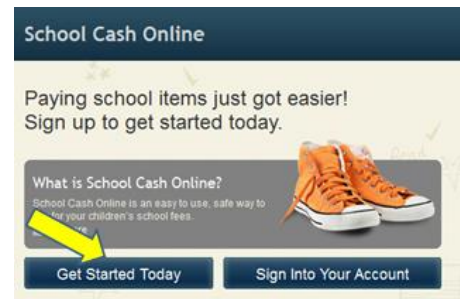 School Cash Online
Paying school items just got easier!
Sign up to get started today.
What is School Cash Online?
School Cash Online is an easy to use, safe way to
for your children's school fees.
Get Started Today
Sign Into Your Account